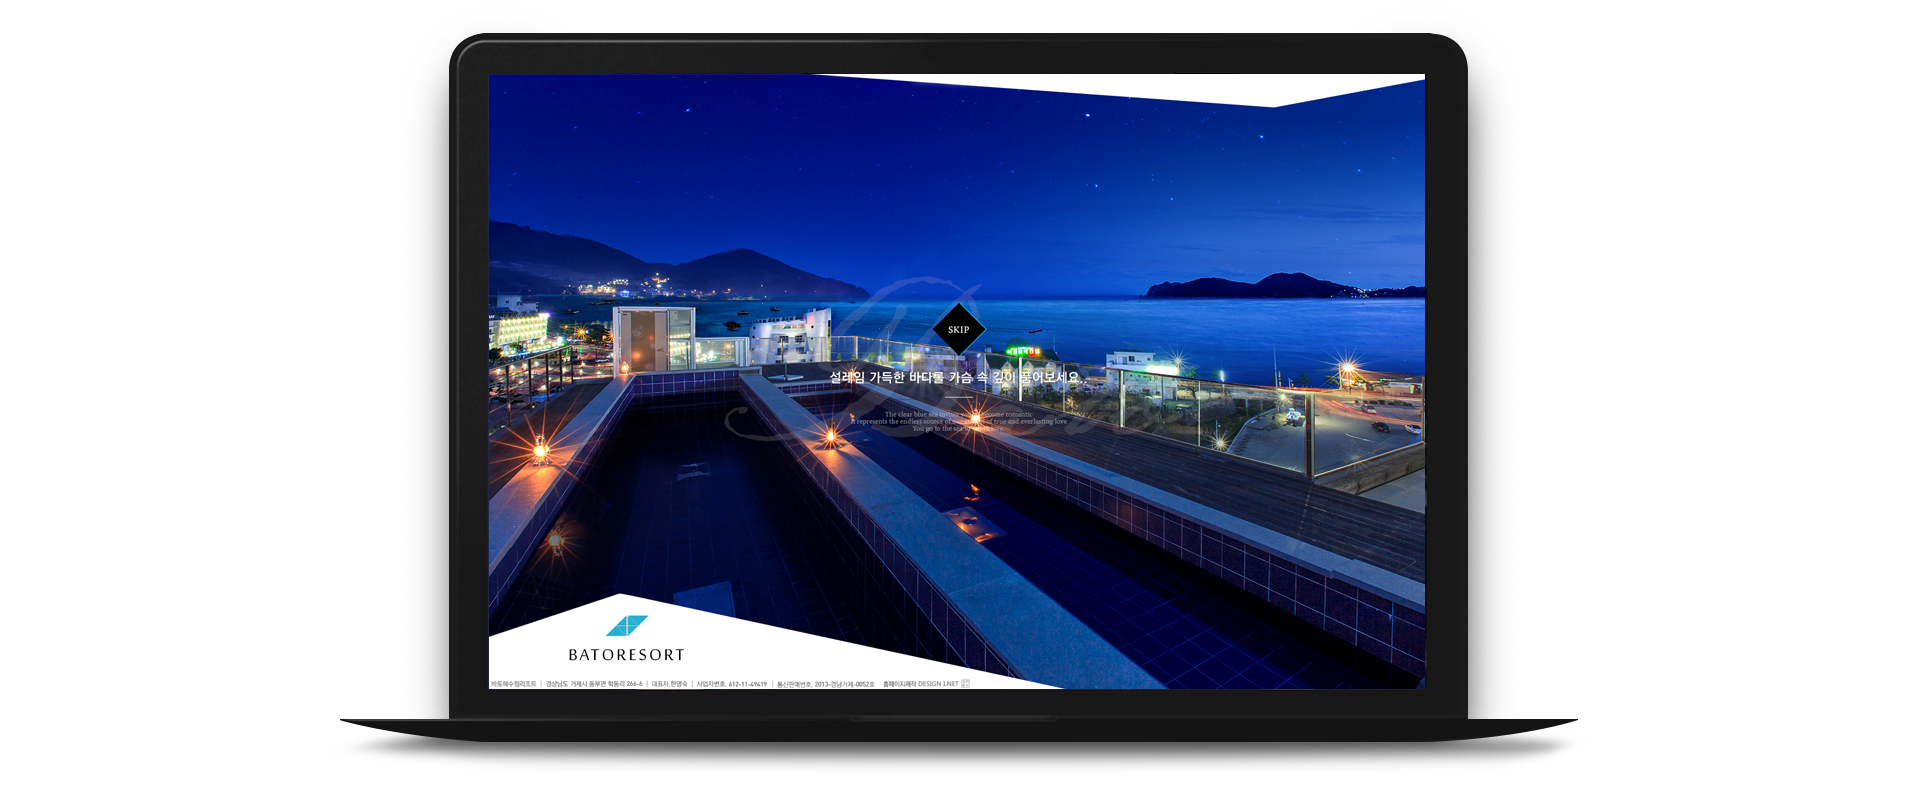 SKIP
설레임 가득한 바다를 가슴 속 깊이 품어보세요..
The clear blue sea become romantic
represents the endless source of true and everlasting love
You go to the sea
BATORESORT
바토해수펜리조트 | 경상남도 거제시 동부면 학동리 266-6 | 대표자.한영숙 | 사업자번호. 612-11-49419 | 통신판매번호. 2013-경남거제-0052호 홈페이지제작 DESIGN I.NET